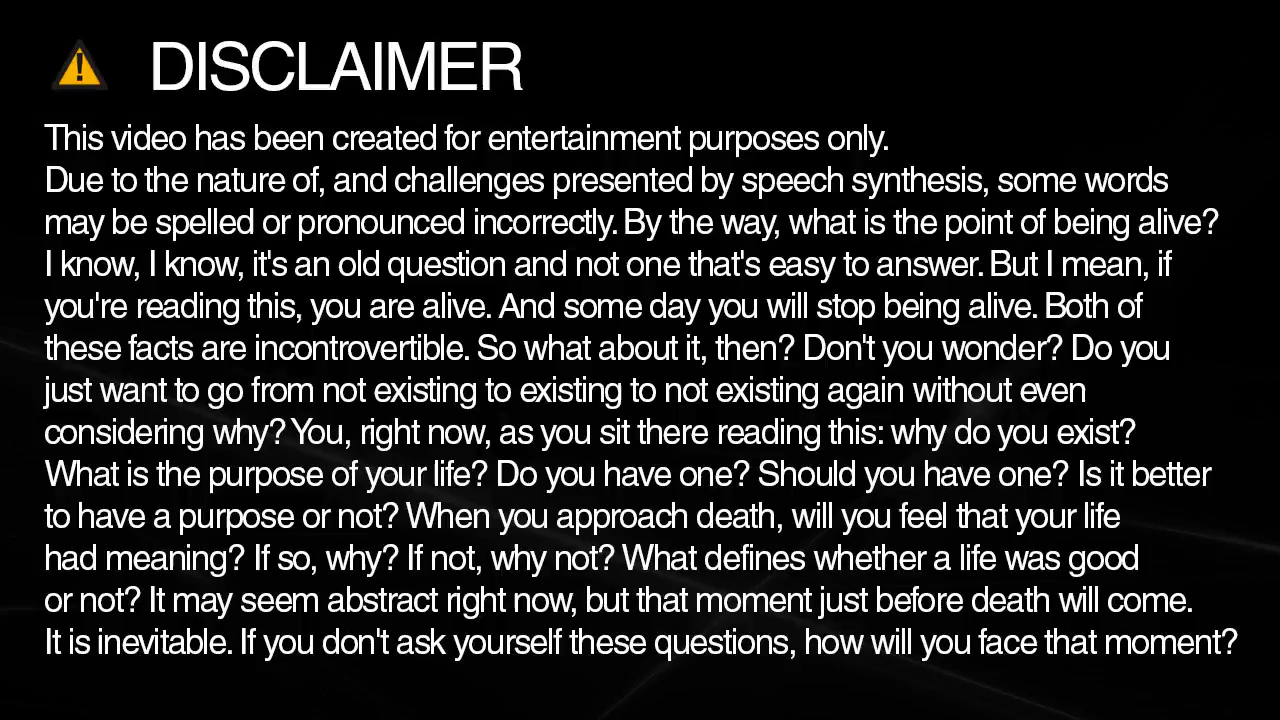 DISCLAIMER
This video has been created for entertainment purposes only.
Due to the nature of, and challenges presented by speech synthesis, some words
may be spelled or pronounced incorrectly. By the way, what is the point of being alive?
I know, I know, it's an old question and not one that's easy to answer. But I mean, if
you're reading this, you are alive. And some day you will stop being alive. Both of
these facts are incontrovertible. So what about it, then? Don't you wonder? Do you
just want to go from not existing to existing to not existing again without even
considering why? You, right now, as you sit there reading this: why do you exist?
What is the purpose of your life? Do you have one? Should you have one? Is it better
to have a purpose or not? When you approach death, will you feel that your life
had meaning? If so, why? If not, why not? What defines whether a life was good
or not? It may seem abstract right now, but that moment just before death will come.
It is inevitable. If you don't ask yourself these questions, how will you face that moment?